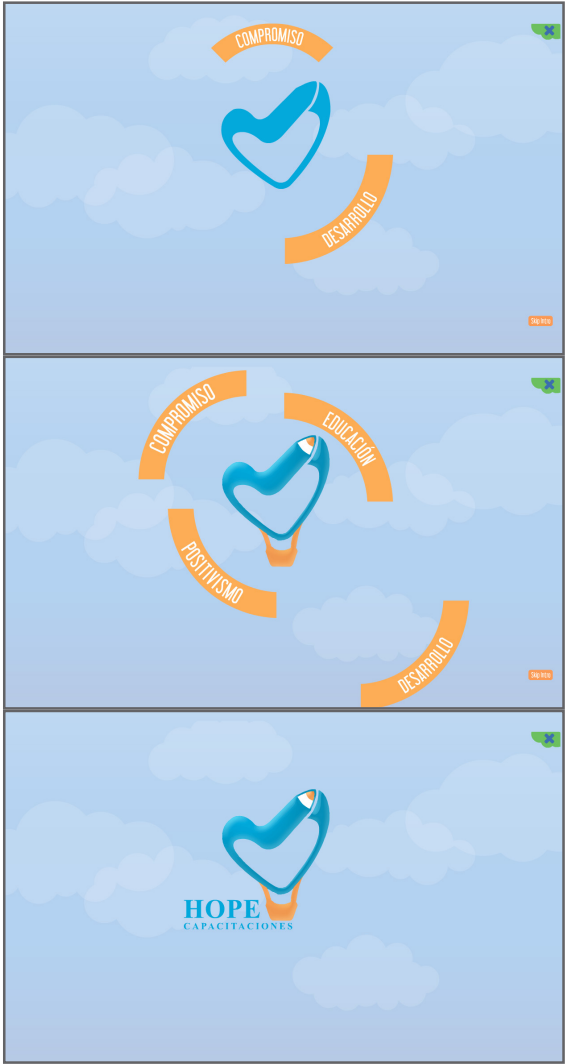 COMPROMISO
DESARROLLO
Skip Intro
COMPROMISO
EDUCACIÓN
POSITIVISMO
DESARROLLO
Skip Intro
HOPE
CAPACITACIONES